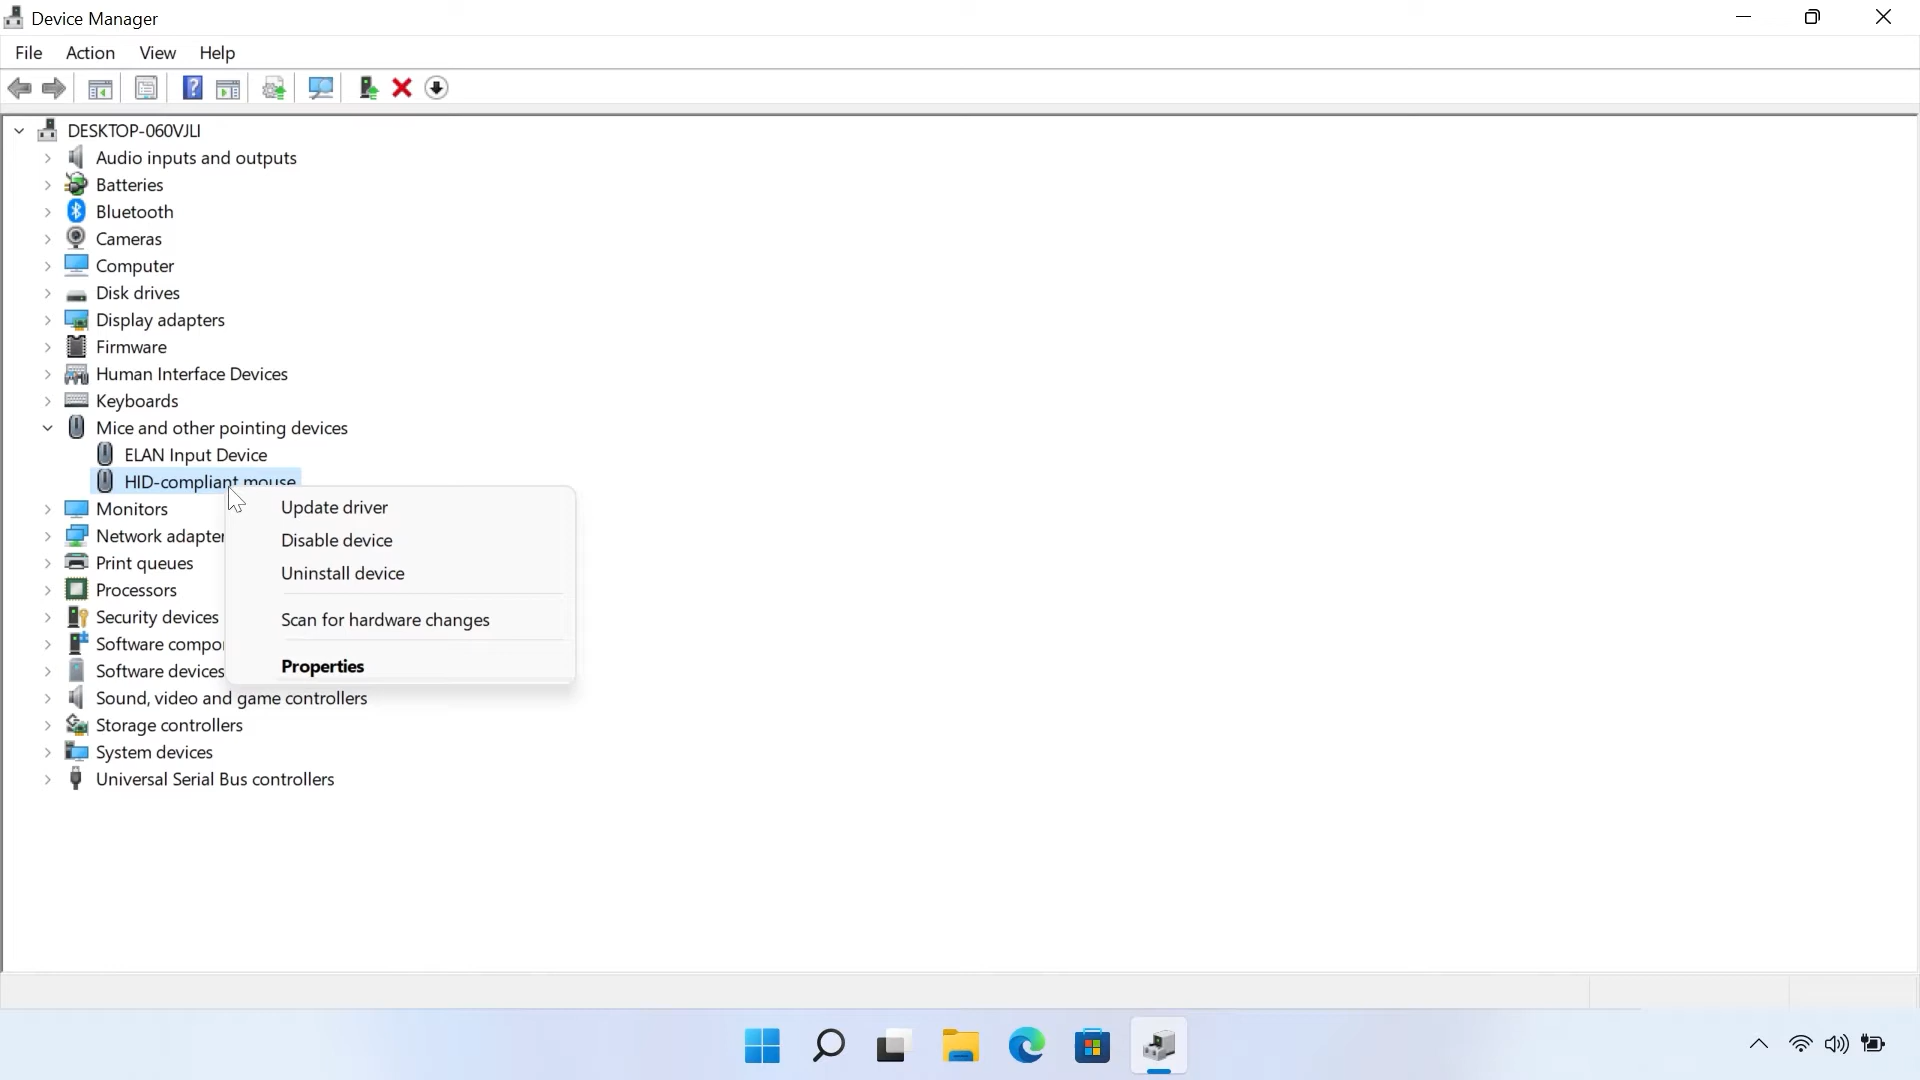 Device Manager
File Action View Help
DESKTOP-060VJLI
Audio inputs and outputs
Batteries
Bluetooth
Cameras
Computer
Disk drives
Display adapters
Firmware
Human Interface Devices
Keyboards
Mice and other pointing devices
ELAN Input Device
HID-compliant mouse
Monitors
Network adapter
Print queues
Processors
Security devices
Software compo
Software devices
Sound, video and game controllers
Storage controllers
System devices
Universal Serial Bus controllers
Update driver
Disable device
Uninstall device
Scan for hardware changes
Properties